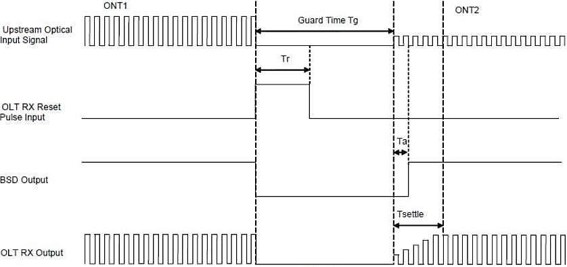 ONT1
ONT2
Guard Time Tg
Upstream Optical
Input Signal
Tr
OLT RX Reset
Pulse Input
Ta
BSD Output
Tsettle
OLT RX Output